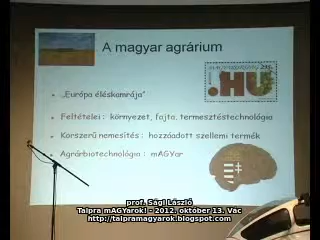 A magyar agrárium
MAGYARORSZÁG
.HU
„Európa éléskamrája”
Feltételei : környezet, fajta, termesztéstechnológia
Korszerű nemesítés : hozzáadott szellemi termék
Agrárbiotechnológia : mAGYar
prof. Sági László
Talpra mAGYarok! - 2012. október 13. Vác
http://talpramagyarok.blogspot.com